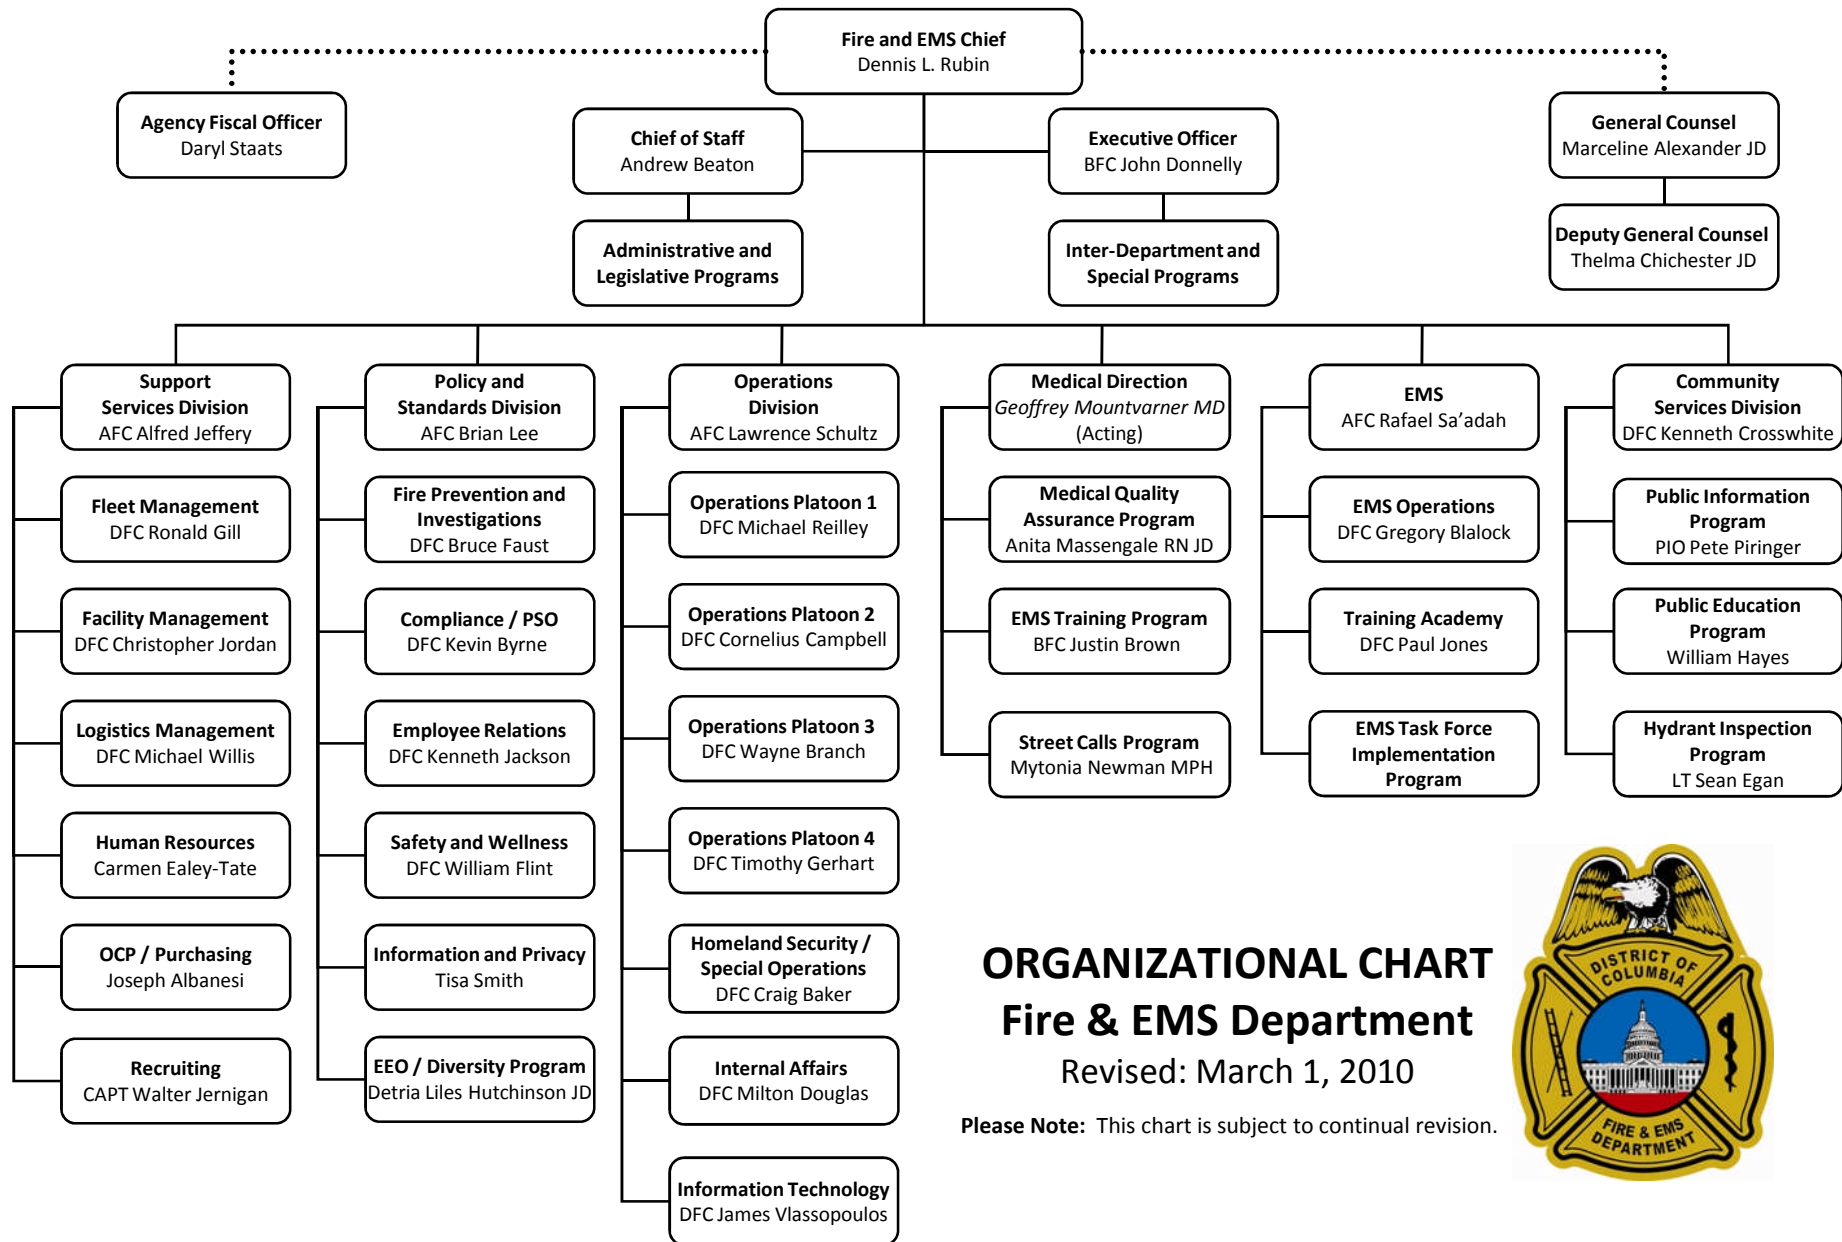 Fire and EMS Chief
Dennis L. Rubin
Agency Fiscal Officer
Daryl Staats
Chief of Staff
Andrew Beaton
Executive Officer
BFC John Donnelly
General Counsel
Marceline Alexander JD
Administrative and
Legislative Programs
Inter-Department and
Special Programs
Deputy General Counsel
Thelma Chichester JD
Support
Services Division
AFC Alfred Jeffery
Fleet Management
DFC Ronald Gill
Facility Management
DFC Christopher Jordan
Logistics Management
DFC Michael Willis
Human Resources
Carmen Ealey-Tate
OCP / Purchasing
Joseph Albanesi
Recruiting
CAPT Walter Jernigan
Policy and
Standards Division
AFC Brian Lee
Fire Prevention and
Investigations
DFC Bruce Faust
Compliance / PSO
DFC Kevin Byrne
Employee Relations
DFC Kenneth Jackson
Safety and Wellness
DFC William Flint
Information and Privacy
Tisa Smith
EEO / Diversity Program
Detria Liles Hutchinson JD
Operations
Division
AFC Lawrence Schultz
Operations Platoon 1
DFC Michael Reilley
Operations Platoon 2
DFC Cornelius Campbell
Operations Platoon 3
DFC Wayne Branch
Operations Platoon 4
DFC Timothy Gerhart
Homeland Security /
Special Operations
DFC Craig Baker
Internal Affairs
DFC Milton Douglas
Information Technology
DFC James Vlassopoulos
Medical Direction
Geoffrey Mountvarner MD
(Acting)
Medical Quality
Assurance Program
Anita Massengale RN JD
EMS Training Program
BFC Justin Brown
Street Calls Program
Mytonia Newman MPH
EMS
AFC Rafael Sa’adah
EMS Operations
DFC Gregory Blalock
Training Academy
DFC Paul Jones
EMS Task Force
Implementation
Program
Community
Services Division
DFC Kenneth Crosswhite
Public Information
Program
PIO Pete Piringer
Public Education
Program
William Hayes
Hydrant Inspection
Program
LT Sean Egan
ORGANIZATIONAL CHART
Fire & EMS Department
Revised: March 1, 2010
Please Note: This chart is subject to continual revision.
DISTRICT OF
COLUMBIA
FIRE & EMS
DEPARTMENT